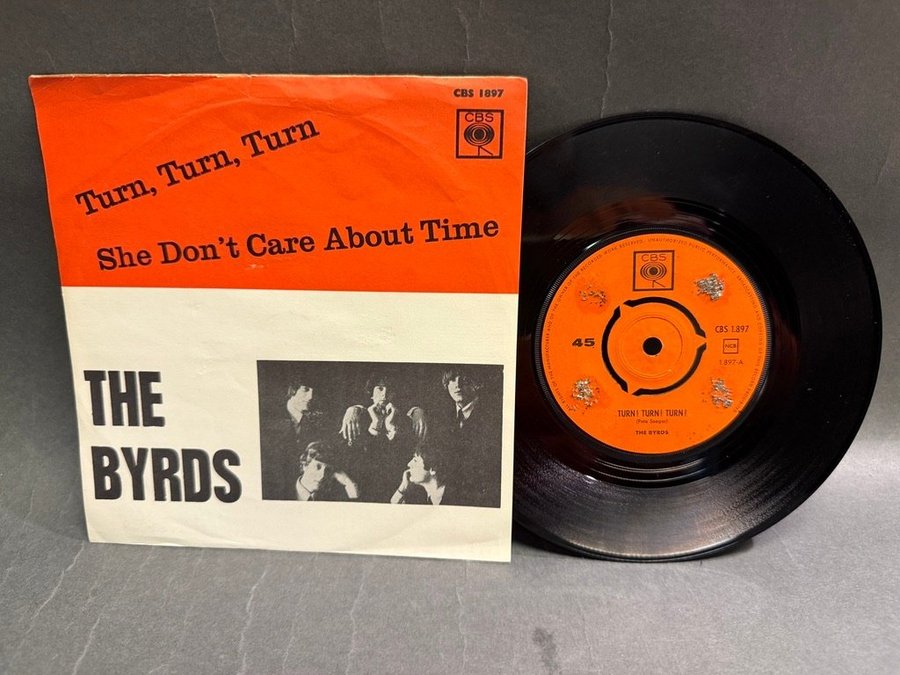 CBS 1897
CBS
Turn, Turn, Turn
She Don't Care About Time
THE
BYRDS
CBS
45
CBS 1.897
NCB
1.897-A
TURN! TURN! TURN!
(Pete Seeger)
THE BYRDS